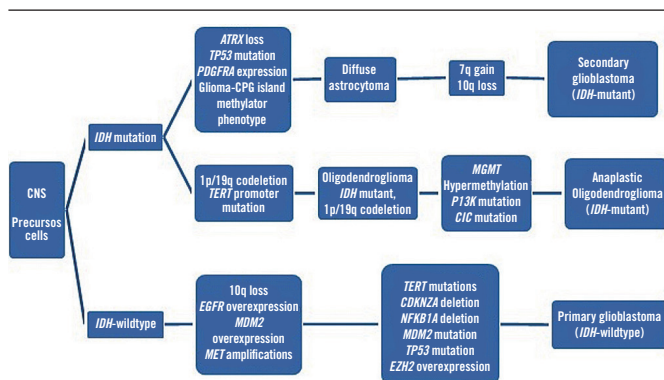 CNS
Precursos
cells
IDH mutation
ATRX loss
TP53 mutation
PDGFRA expression
Glioma-CPG island
methylator
phenotype
Diffuse
astrocytoma
7q gain
10q loss
Secondary
glioblastoma
(IDH-mutant)
1p/19q codeletion
TERT promoter
mutation
Oligodendroglioma
IDH mutant,
1p/19q codeletion
MGMT
Hypermethylation
P13K mutation
CIC mutation
Anaplastic
Oligodendroglioma
(IDH-mutant)
IDH-wildtype
10q loss
EGFR overexpression
MDM2
overexpression
MET amplifications
TERT mutations
CDKNZA deletion
NFKB1A deletion
MDM2 mutation
TP53 mutation
EZH2 overexpression
Primary glioblastoma
(IDH-wildtype)